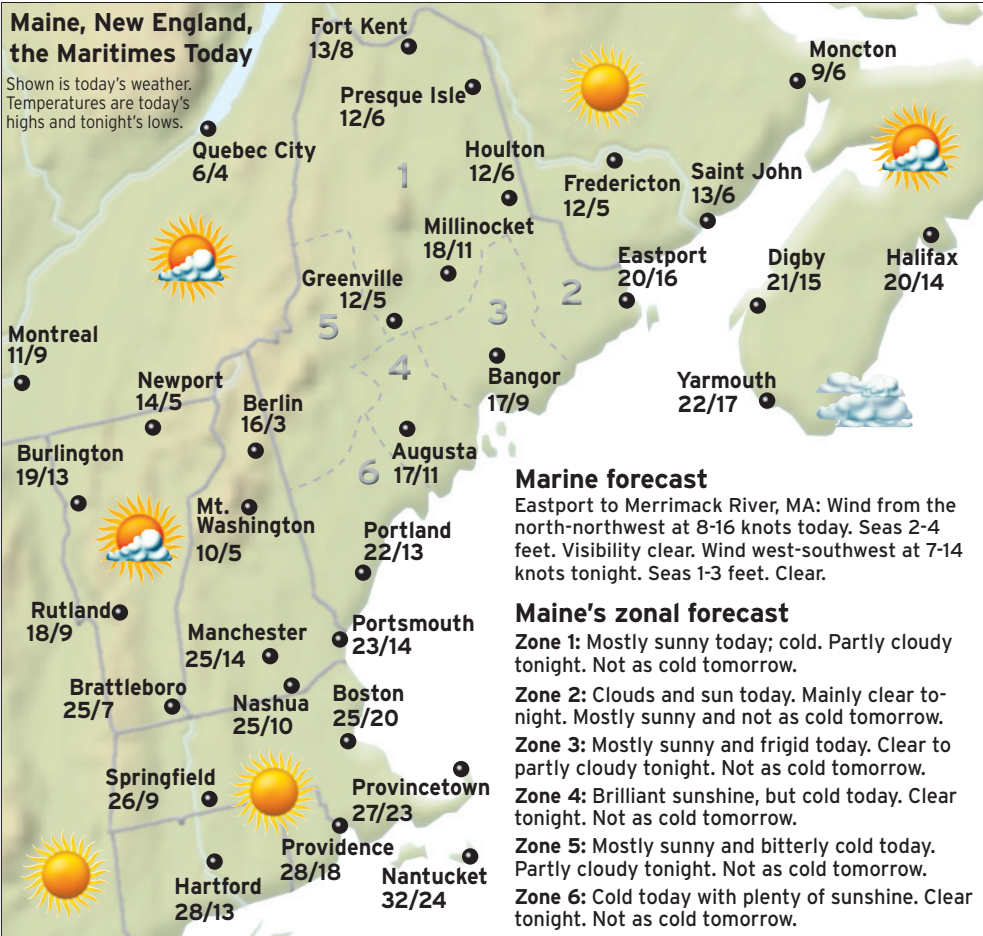 Maine, New England,
the Maritimes Today
Shown is today's weather.
Temperatures are today's
highs and tonight's lows.
Fort Kent
13/8
Presque Isle
12/6
Moncton
9/6
Quebec City
6/4
1
Houlton
12/6
Fredericton
12/5
Saint John
13/6
Millinocket
18/11
Greenville
12/5
5
3
2
4
6
Eastport
20/16
Digby
21/15
Halifax
20/14
Montreal
11/9
Newport
14/5
Berlin
16/3
Bangor
17/9
Yarmouth
22/17
Burlington
19/13
Augusta
17/11
Mt.
Washington
10/5
Portland
22/13
Rutland
18/9
Manchester
25/14
Portsmouth
23/14
Brattleboro
25/7
Nashua
25/10
Boston
25/20
Springfield
26/9
Provincetown
27/23
Providence
28/18
Hartford
28/13
Nantucket
32/24
Marine forecast
Eastport to Merrimack River, MA: Wind from the
north-northwest at 8-16 knots today. Seas 2-4
feet. Visibility clear. Wind west-southwest at 7-14
knots tonight. Seas 1-3 feet. Clear.
Maine's zonal forecast
Zone 1: Mostly sunny today; cold. Partly cloudy
tonight. Not as cold tomorrow.
Zone 2: Clouds and sun today. Mainly clear to-
night. Mostly sunny and not as cold tomorrow.
Zone 3: Mostly sunny and frigid today. Clear to
partly cloudy tonight. Not as cold tomorrow.
Zone 4: Brilliant sunshine, but cold today. Clear
tonight. Not as cold tomorrow.
Zone 5: Mostly sunny and bitterly cold today.
Partly cloudy tonight. Not as cold tomorrow.
Zone 6: Cold today with plenty of sunshine. Clear
tonight. Not as cold tomorrow.